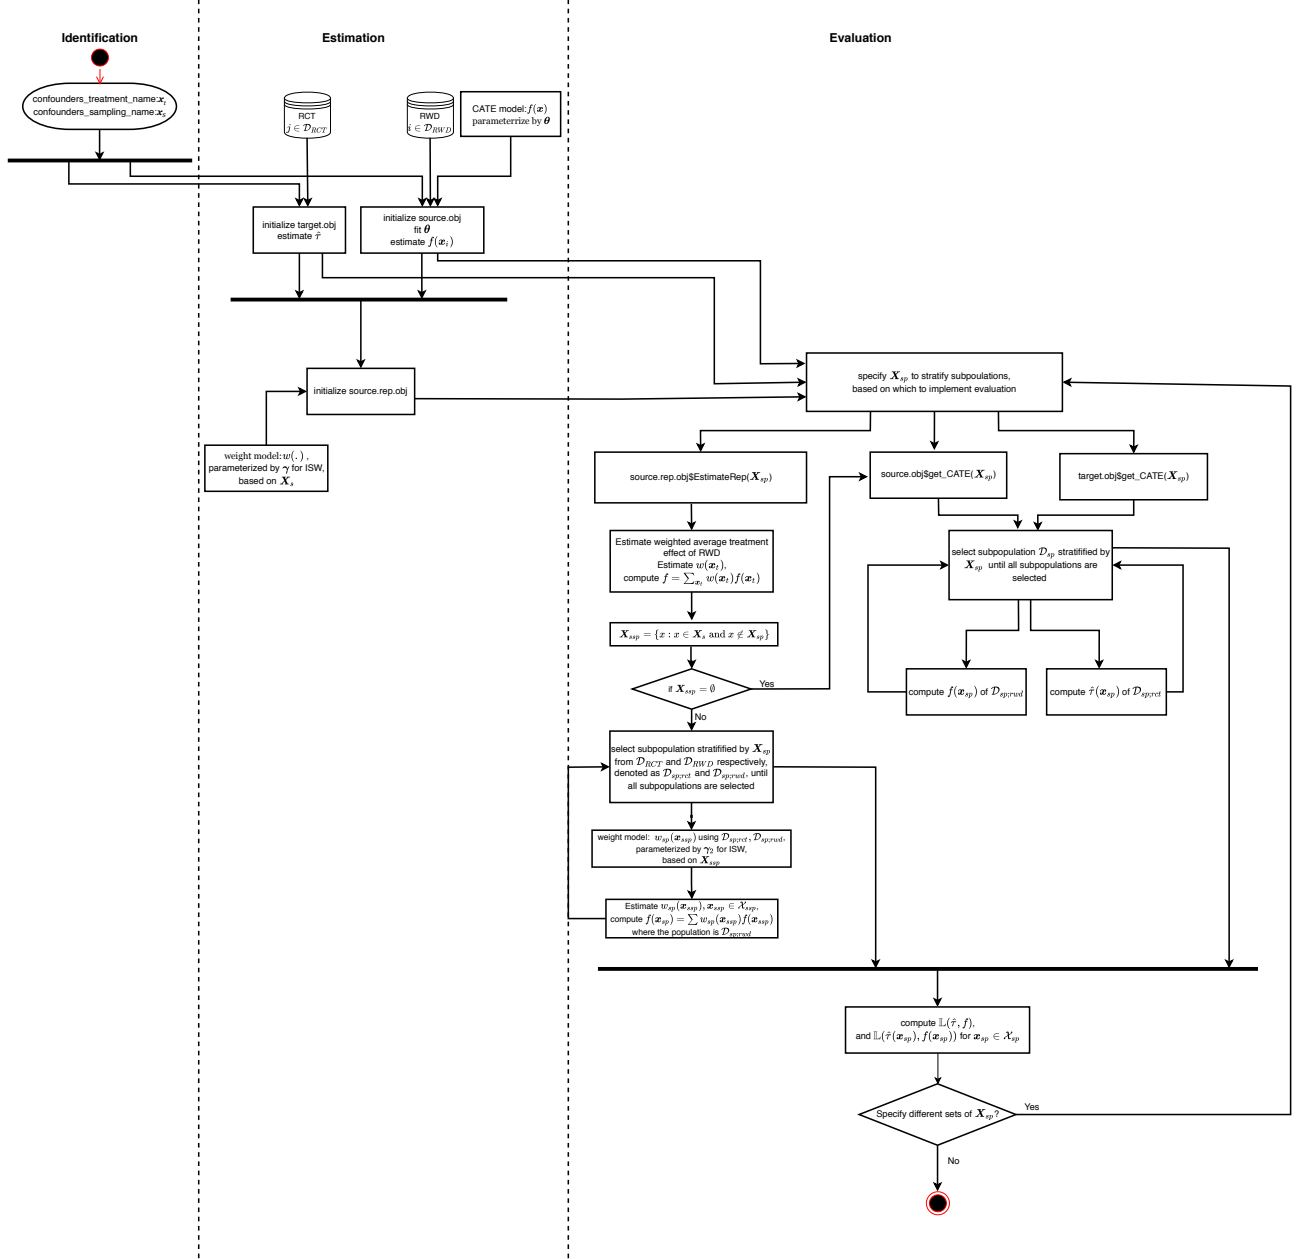 Identification
Estimation
Evaluation
confounders_treatment_name:𝒙_t
confounders_sampling_name:𝒙_s
RCT
j ∈ 𝒟_RCT
RWD
i ∈ 𝒟_RWD
CATE model:f(𝒙)
parameterrize by 𝜽
initialize target.obj
estimate τ̂
initialize source.obj
fit 𝜽
estimate f(𝒙_i)
initialize source.rep.obj
weight model:w(.) ,
parameterized by 𝜸 for ISW,
based on 𝑿_s
specify 𝑿_sp to stratify subpoulations,
based on which to implement evaluation
source.rep.obj$EstimateRep(𝑿_sp)
source.obj$get_CATE(𝑿_sp)
target.obj$get_CATE(𝑿_sp)
Estimate weighted average treatment
effect of RWD
Estimate w(𝒙_t),
compute f = ∑_𝒙_t w(𝒙_t)f(𝒙_t)
select subpopulation 𝒟_sp stratifified by
𝑿_sp until all subpopulations are
selected
𝑿_ssp = {x : x ∈ 𝑿_s and x ∉ 𝑿_sp}
if 𝑿_ssp = ∅
Yes
No
compute f(𝒙_sp) of 𝒟_sp;rwd
compute τ̂(𝒙_sp) of 𝒟_sp;rct
select subpopulation stratifified by 𝑿_sp
from 𝒟_RCT and 𝒟_RWD respectively,
denoted as 𝒟_sp;rct and 𝒟_sp;rwd, until
all subpopulations are selected
weight model: w_sp(𝒙_ssp) using 𝒟_sp;rct, 𝒟_sp;rwd,
parameterized by 𝜸_2 for ISW,
based on 𝑿_ssp
Estimate w_sp(𝒙_ssp), 𝒙_ssp ∈ 𝒳_ssp,
compute f(𝒙_sp) = ∑ w_sp(𝒙_ssp)f(𝒙_ssp)
where the population is 𝒟_sp;rwd
compute 𝕃(τ̂, f),
and 𝕃(τ̂(𝒙_sp), f(𝒙_sp)) for 𝒙_sp ∈ 𝒳_sp
Specify different sets of 𝑿_sp?
Yes
No